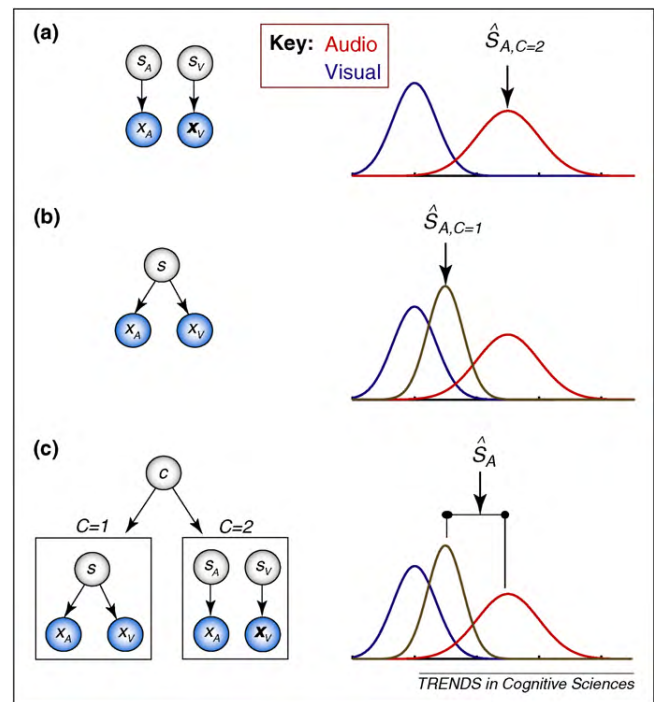 (a)
S_A S_V
x_A x_V
Key: Audio
Visual
Ŝ_A,C=2
(b)
S
x_A x_V
Ŝ_A,C=1
(c)
C
C=1 C=2
S
x_A x_V
S_A S_V
x_A x_V
Ŝ_A
TRENDS in Cognitive Sciences